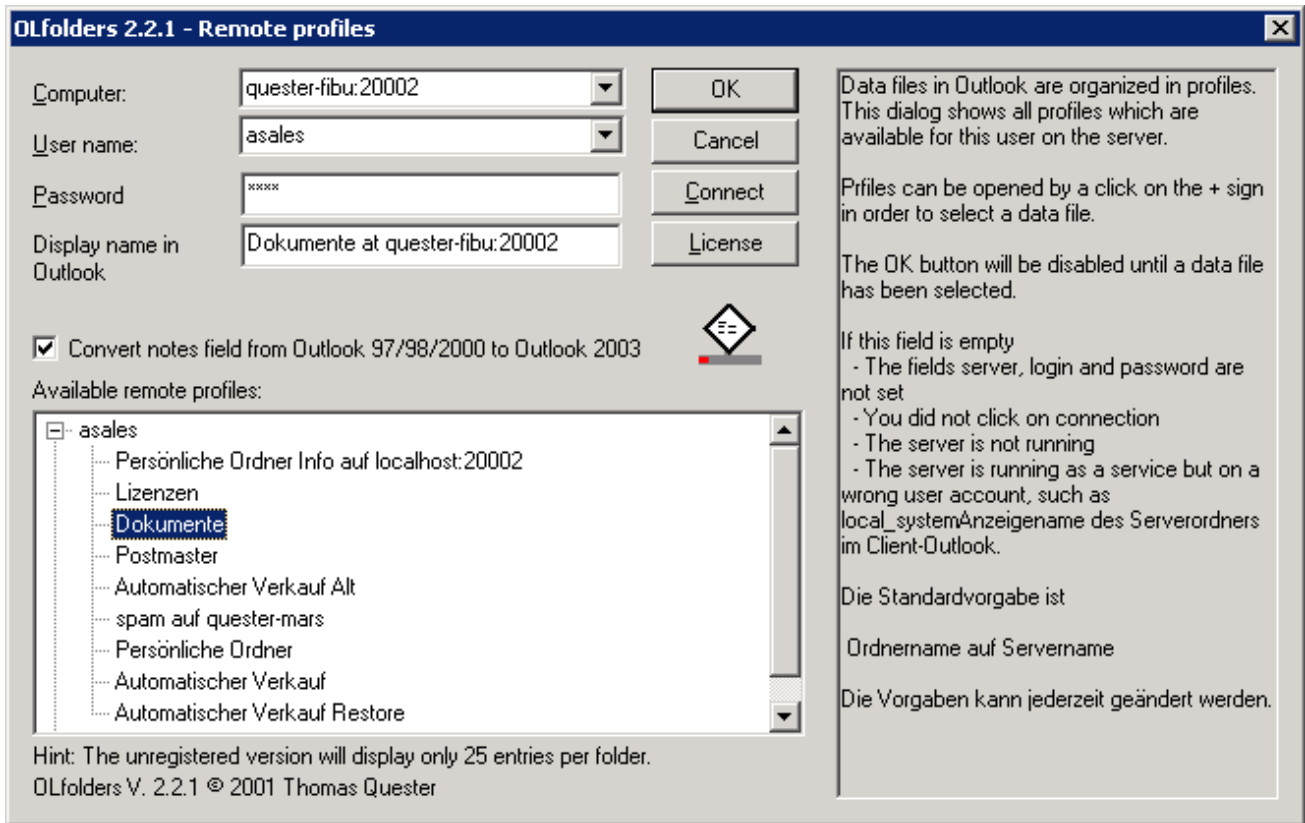 OLfolders 2.2.1 - Remote profiles
Computer:
quester-fibu:20002
OK
User name:
asales
Cancel
Password
××××
Connect
Display name in
Outlook
Dokumente at quester-fibu:20002
License
Convert notes field from Outlook 97/98/2000 to Outlook 2003
Available remote profiles:
asales
Persönliche Ordner Info auf localhost:20002
Lizenzen
Dokumente
Postmaster
Automatischer Verkauf Alt
spam auf quester-mars
Persönliche Ordner
Automatischer Verkauf
Automatischer Verkauf Restore
Hint: The unregistered version will display only 25 entries per folder.
OLfolders V. 2.2.1 © 2001 Thomas Quester
Data files in Outlook are organized in profiles.
This dialog shows all profiles which are
available for this user on the server.
Prfiles can be opened by a click on the + sign
in order to select a data file.
The OK button will be disabled until a data file
has been selected.
If this field is empty
- The fields server, login and password are
not set
- You did not click on connection
- The server is not running
- The server is running as a service but on a
wrong user account, such as
local_systemAnzeigename des Serverordners
im Client-Outlook.
Die Standardvorgabe ist
Ordnername auf Servername
Die Vorgaben kann jederzeit geändert werden.